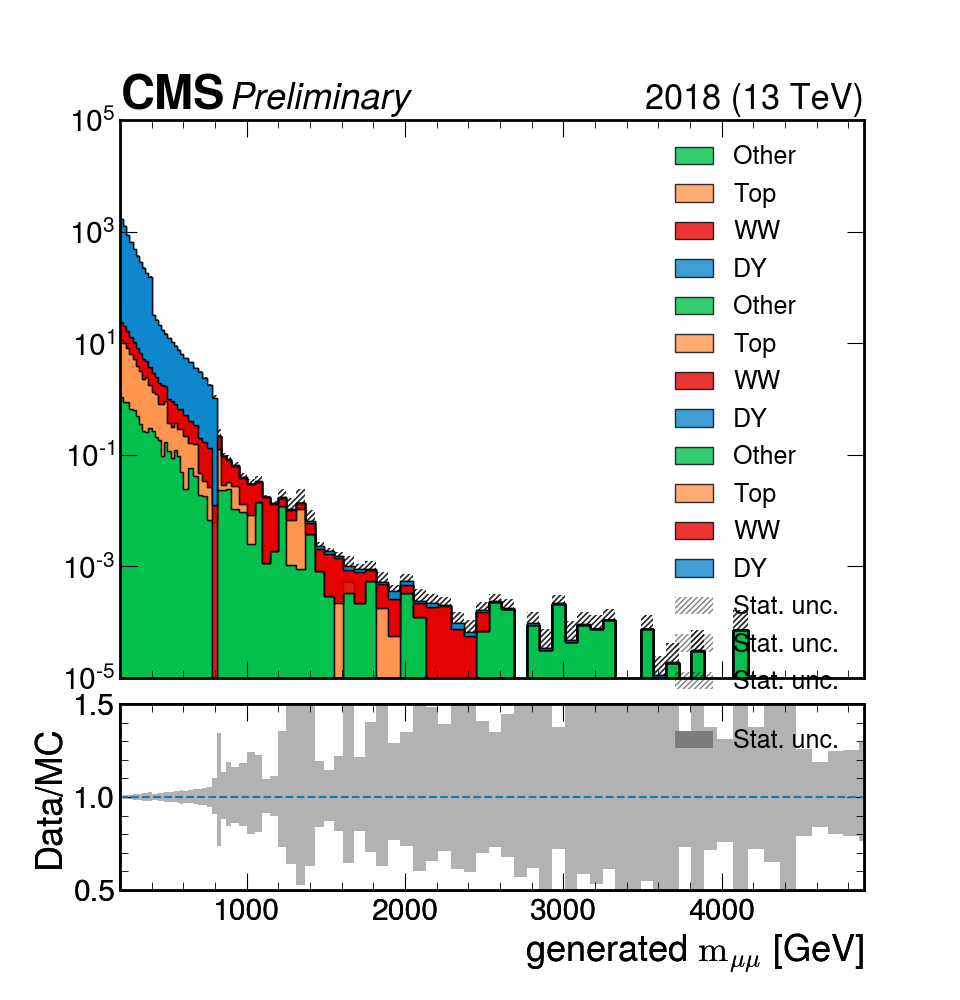 CMS Preliminary 2018 (13 TeV)
10^5
10^3
10^1
10^-1
10^-3
10^-5
Other
Top
WW
DY
Other
Top
WW
DY
Other
Top
WW
DY
Stat. unc.
Stat. unc.
Stat. unc.
1.5
1.0
0.5
Data/MC
Stat. unc.
1000 2000 3000 4000
generated m_μμ [GeV]